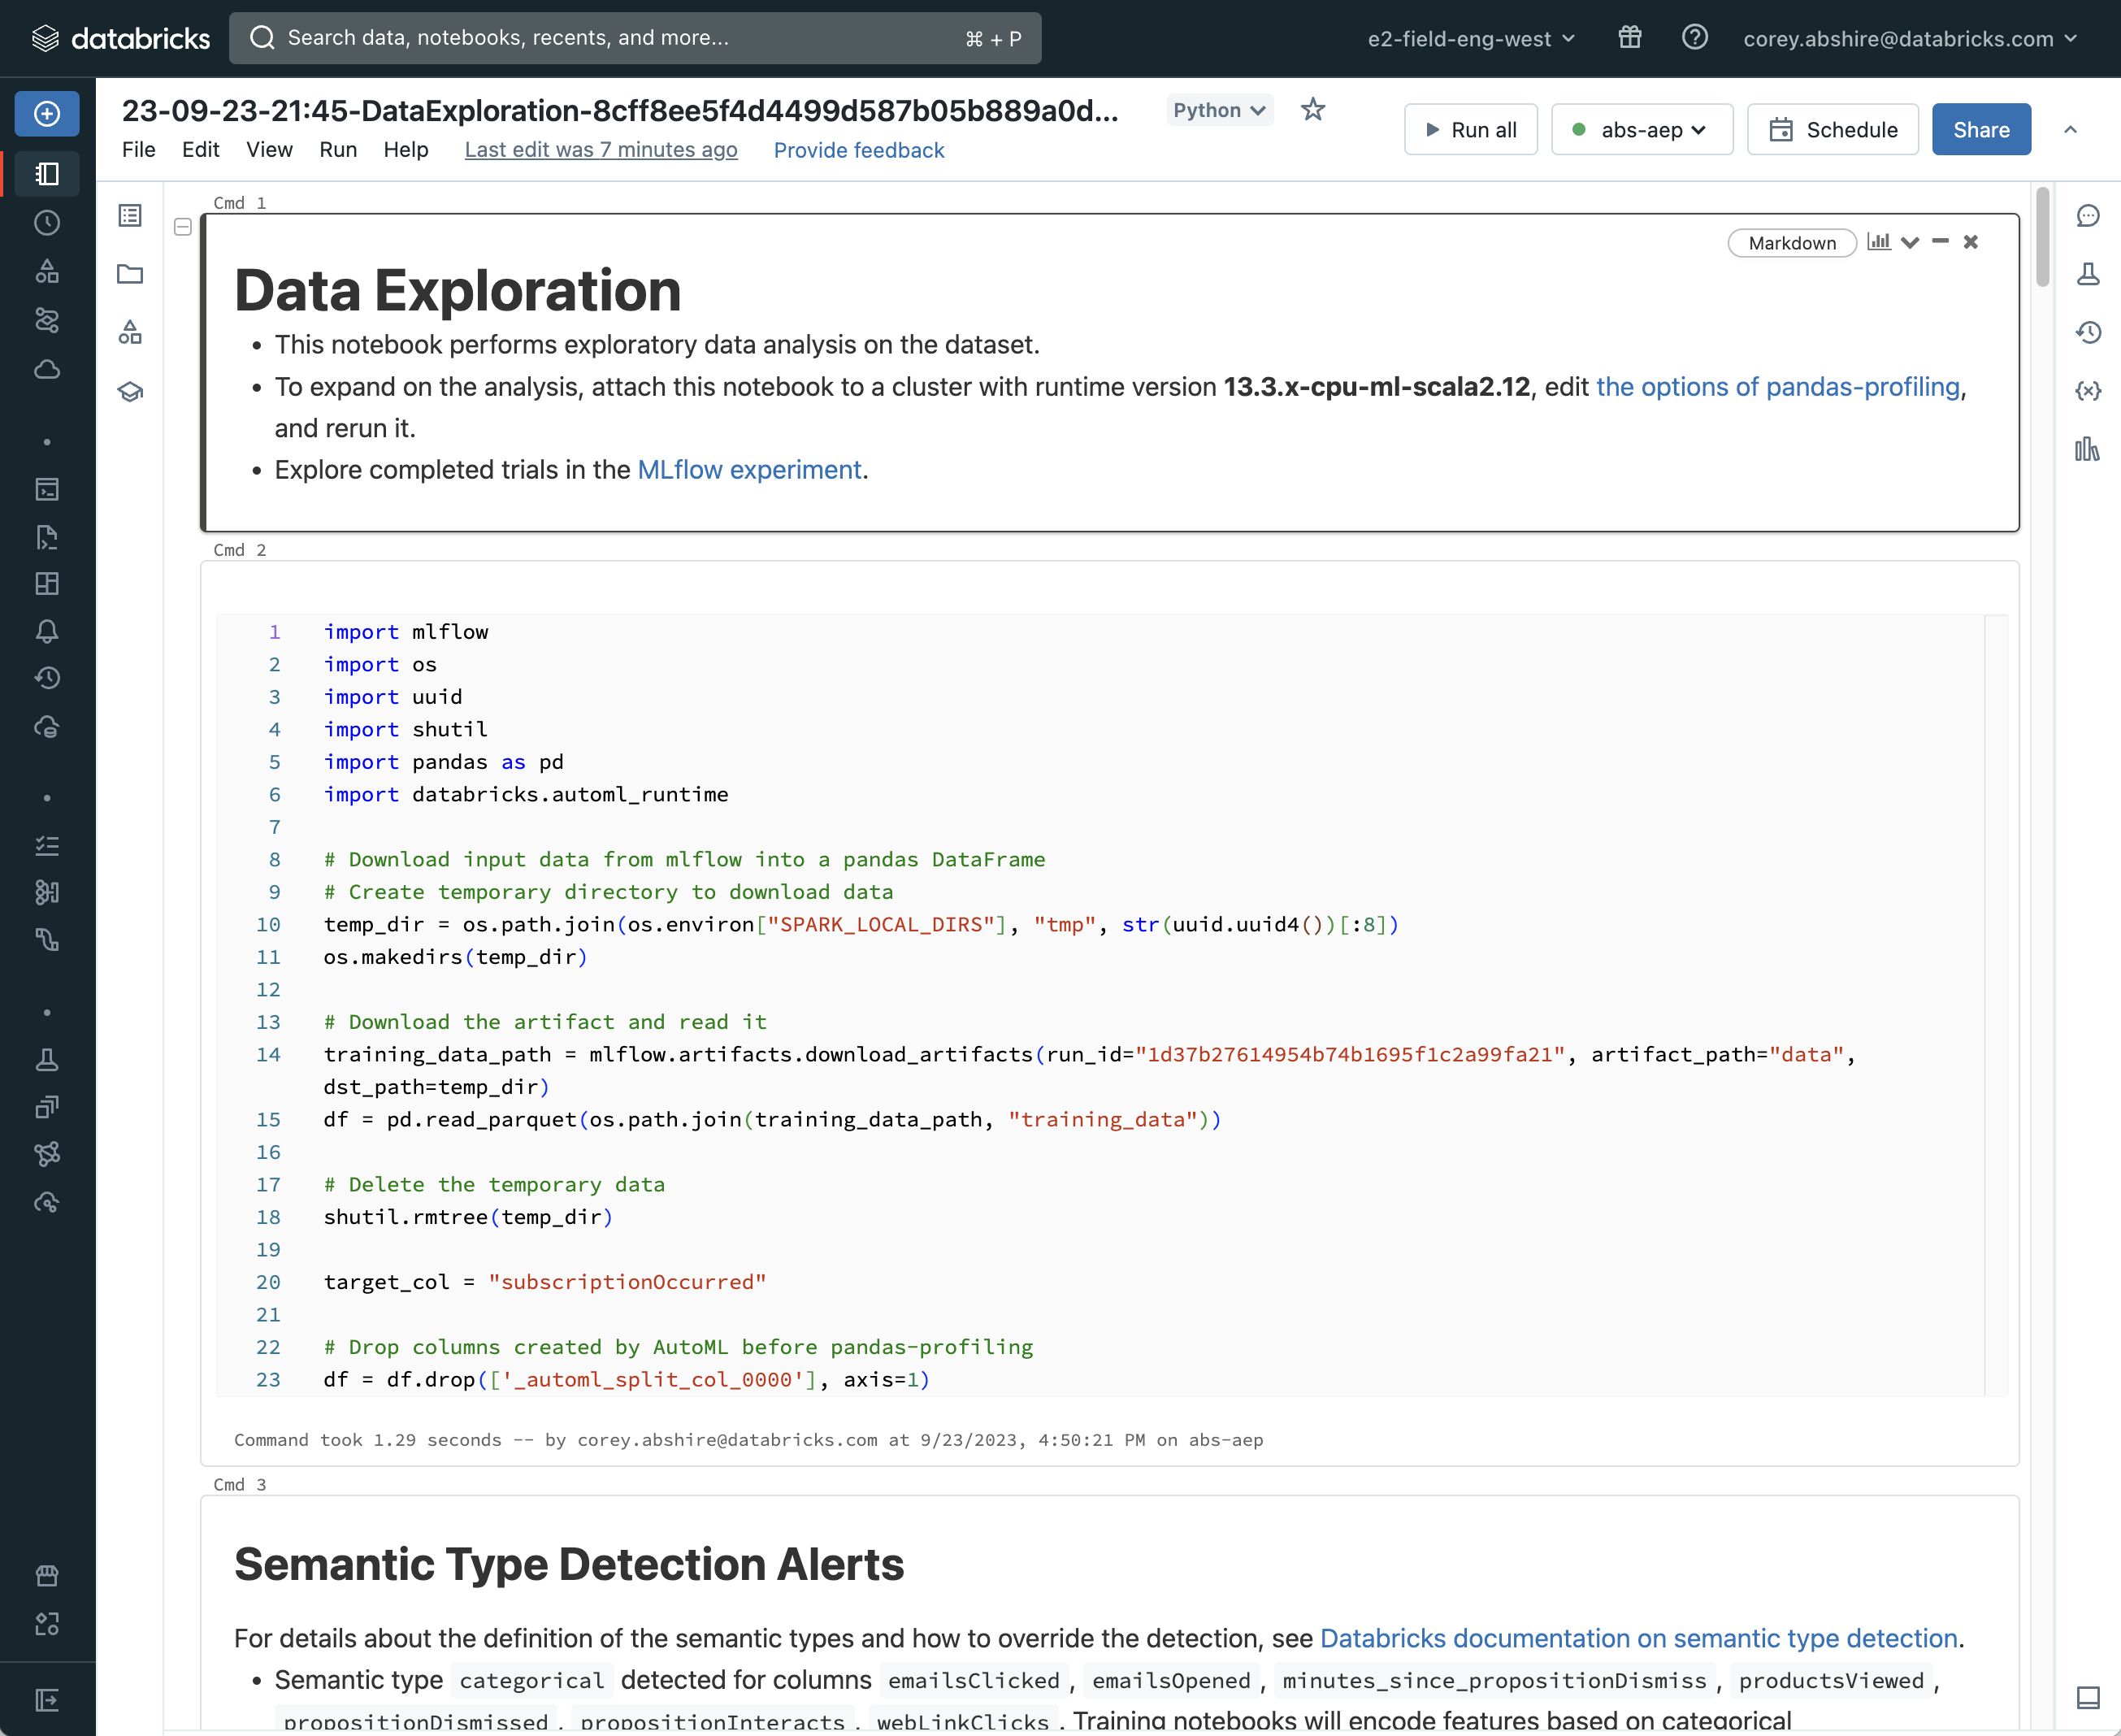 databricks
Search data, notebooks, recents, and more...
⌘ + P
e2-field-eng-west
corey.abshire@databricks.com
23-09-23-21:45-DataExploration-8cff8ee5f4d4499d587b05b889a0d...
Python
Run all
abs-aep
Schedule
Share
File Edit View Run Help Last edit was 7 minutes ago Provide feedback
Cmd 1
Markdown
Data Exploration
• This notebook performs exploratory data analysis on the dataset.
• To expand on the analysis, attach this notebook to a cluster with runtime version 13.3.x-cpu-ml-scala2.12, edit the options of pandas-profiling,
and rerun it.
• Explore completed trials in the MLflow experiment.
Cmd 2
1 import mlflow
2 import os
3 import uuid
4 import shutil
5 import pandas as pd
6 import databricks.automl_runtime
7
8 # Download input data from mlflow into a pandas DataFrame
9 # Create temporary directory to download data
10 temp_dir = os.path.join(os.environ["SPARK_LOCAL_DIRS"], "tmp", str(uuid.uuid4())[:8])
11 os.makedirs(temp_dir)
12
13 # Download the artifact and read it
14 training_data_path = mlflow.artifacts.download_artifacts(run_id="1d37b27614954b74b1695f1c2a99fa21", artifact_path="data",
dst_path=temp_dir)
15 df = pd.read_parquet(os.path.join(training_data_path, "training_data"))
16
17 # Delete the temporary data
18 shutil.rmtree(temp_dir)
19
20 target_col = "subscriptionOccurred"
21
22 # Drop columns created by AutoML before pandas-profiling
23 df = df.drop(['_automl_split_col_0000'], axis=1)
Command took 1.29 seconds -- by corey.abshire@databricks.com at 9/23/2023, 4:50:21 PM on abs-aep
Cmd 3
Semantic Type Detection Alerts
For details about the definition of the semantic types and how to override the detection, see Databricks documentation on semantic type detection.
• Semantic type categorical detected for columns emailsClicked, emailsOpened, minutes_since_propositionDismiss, productsViewed,
propositionDismissed, propositionInteracts, webLinkClicks. Training notebooks will encode features based on categorical